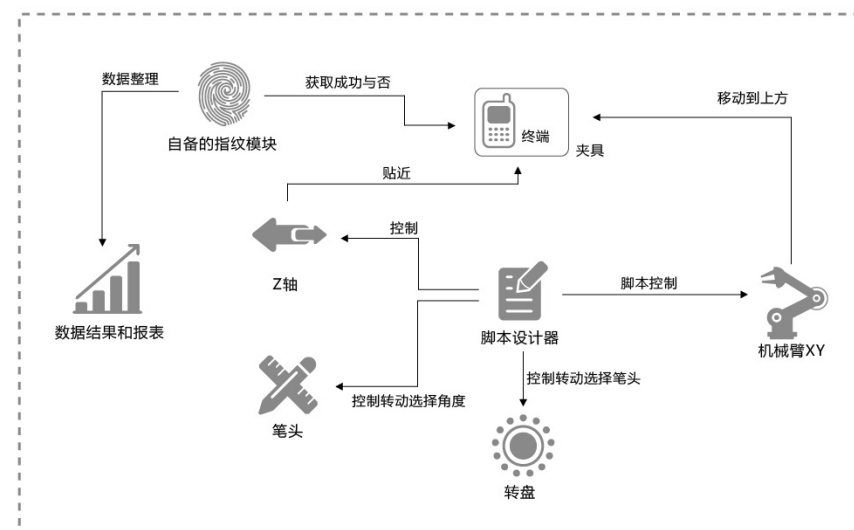 数据整理
获取成功与否
移动到上方
终端
自备的指纹模块
夹具
贴近
控制
Z轴
脚本控制
数据结果和报表
脚本设计器
机械臂XY
控制转动选择笔头
控制转动选择角度
笔头
转盘